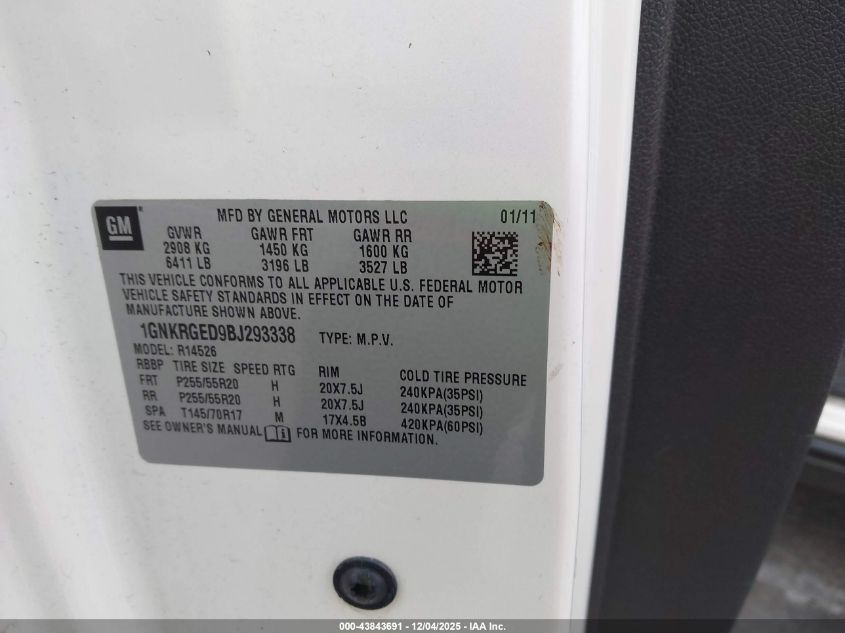 GM
MFD BY GENERAL MOTORS LLC 01/11
GVWR GAWR FRT GAWR RR
2908 KG 1450 KG 1600 KG
6411 LB 3196 LB 3527 LB
THIS VEHICLE CONFORMS TO ALL APPLICABLE U.S. FEDERAL MOTOR
VEHICLE SAFETY STANDARDS IN EFFECT ON THE DATE OF
MANUFACTURE SHOWN ABOVE.
1GNKRGED9BJ293338 TYPE: M.P.V.
MODEL: R14526
RBBP TIRE SIZE SPEED RTG RIM COLD TIRE PRESSURE
FRT P255/55R20 H 20X7.5J 240KPA(35PSI)
RR P255/55R20 H 20X7.5J 240KPA(35PSI)
SPA T145/70R17 M 17X4.5B 420KPA(60PSI)
SEE OWNER'S MANUAL FOR MORE INFORMATION.
000-43843691 - 12/04/2025 - IAA Inc.